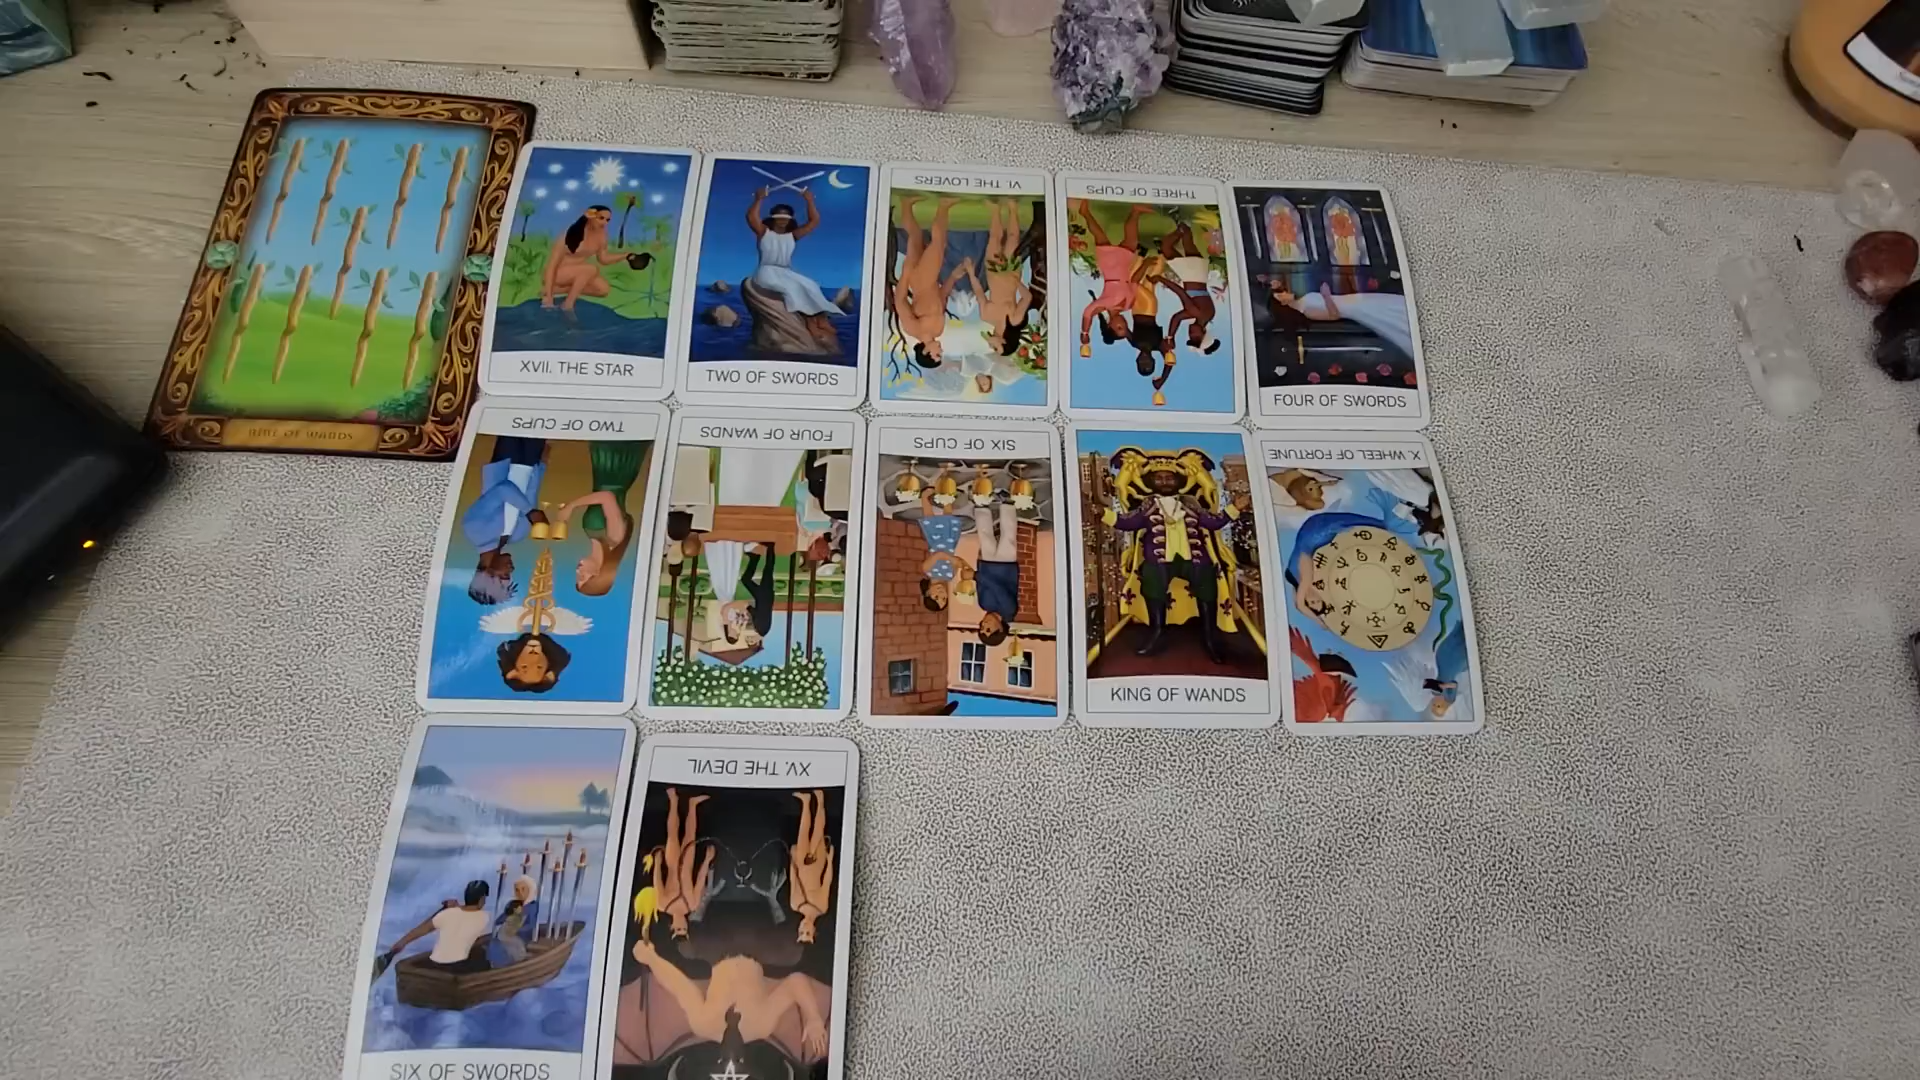 NINE OF WANDS
XVII. THE STAR
TWO OF SWORDS
VI. THE LOVERS
THREE OF CUPS
FOUR OF SWORDS
TWO OF CUPS
FOUR OF WANDS
SIX OF CUPS
KING OF WANDS
X. WHEEL OF FORTUNE
SIX OF SWORDS
XV. THE DEVIL